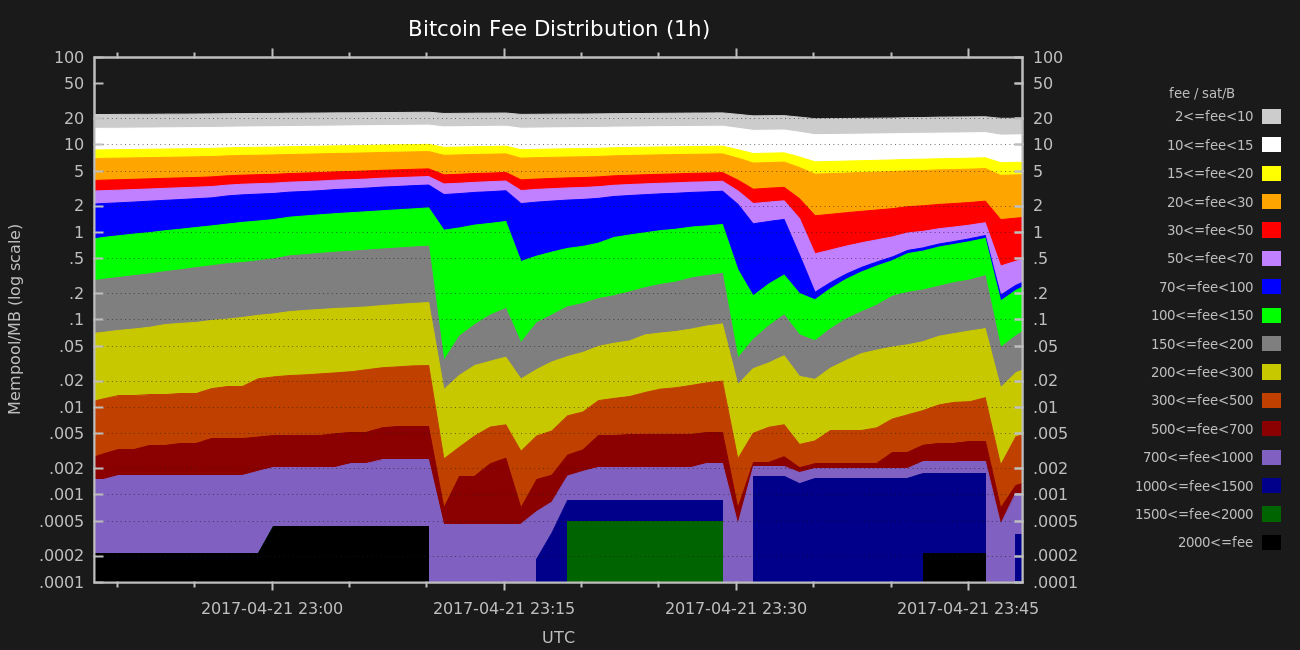 Bitcoin Fee Distribution (1h)
100 100
50 50
fee / sat/B
20 20
2<=fee<10
10 10
10<=fee<15
5 5
15<=fee<20
2 2
20<=fee<30
1 1
30<=fee<50
.5 .5
50<=fee<70
.2 .2
70<=fee<100
.1 .1
100<=fee<150
.05 .05
150<=fee<200
.02 .02
200<=fee<300
.01 .01
300<=fee<500
.005 .005
500<=fee<700
.002 .002
700<=fee<1000
.001 .001
1000<=fee<1500
.0005 .0005
1500<=fee<2000
.0002 .0002
2000<=fee
.0001 .0001
Mempool/MB (log scale)
2017-04-21 23:00 2017-04-21 23:15 2017-04-21 23:30 2017-04-21 23:45
UTC